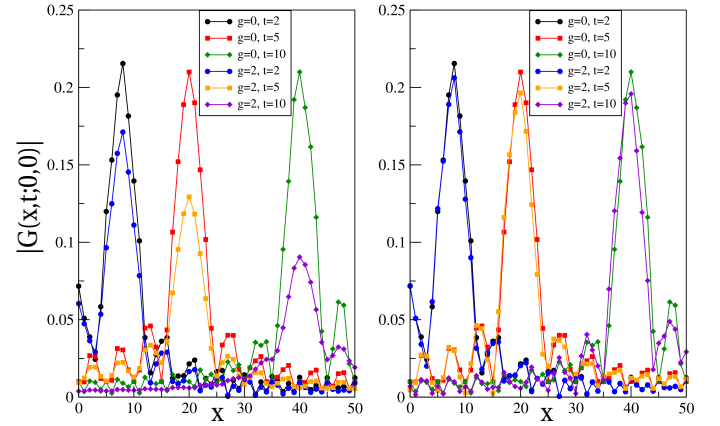 |G(x,t;0,0)|
0.25
0.2
0.15
0.1
0.05
0
0 10 20 30 40 50
x
g=0, t=2
g=0, t=5
g=0, t=10
g=2, t=2
g=2, t=5
g=2, t=10
0.25
0.2
0.15
0.1
0.05
0
0 10 20 30 40 50
x
g=0, t=2
g=0, t=5
g=0, t=10
g=2, t=2
g=2, t=5
g=2, t=10